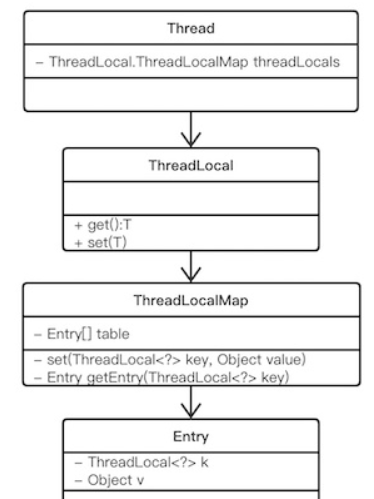 Thread
– ThreadLocal.ThreadLocalMap threadLocals
ThreadLocal
+ get():T
+ set(T)
ThreadLocalMap
– Entry[] table
– set(ThreadLocal<?> key, Object value)
– Entry getEntry(ThreadLocal<?> key)
Entry
– ThreadLocal<?> k
– Object v